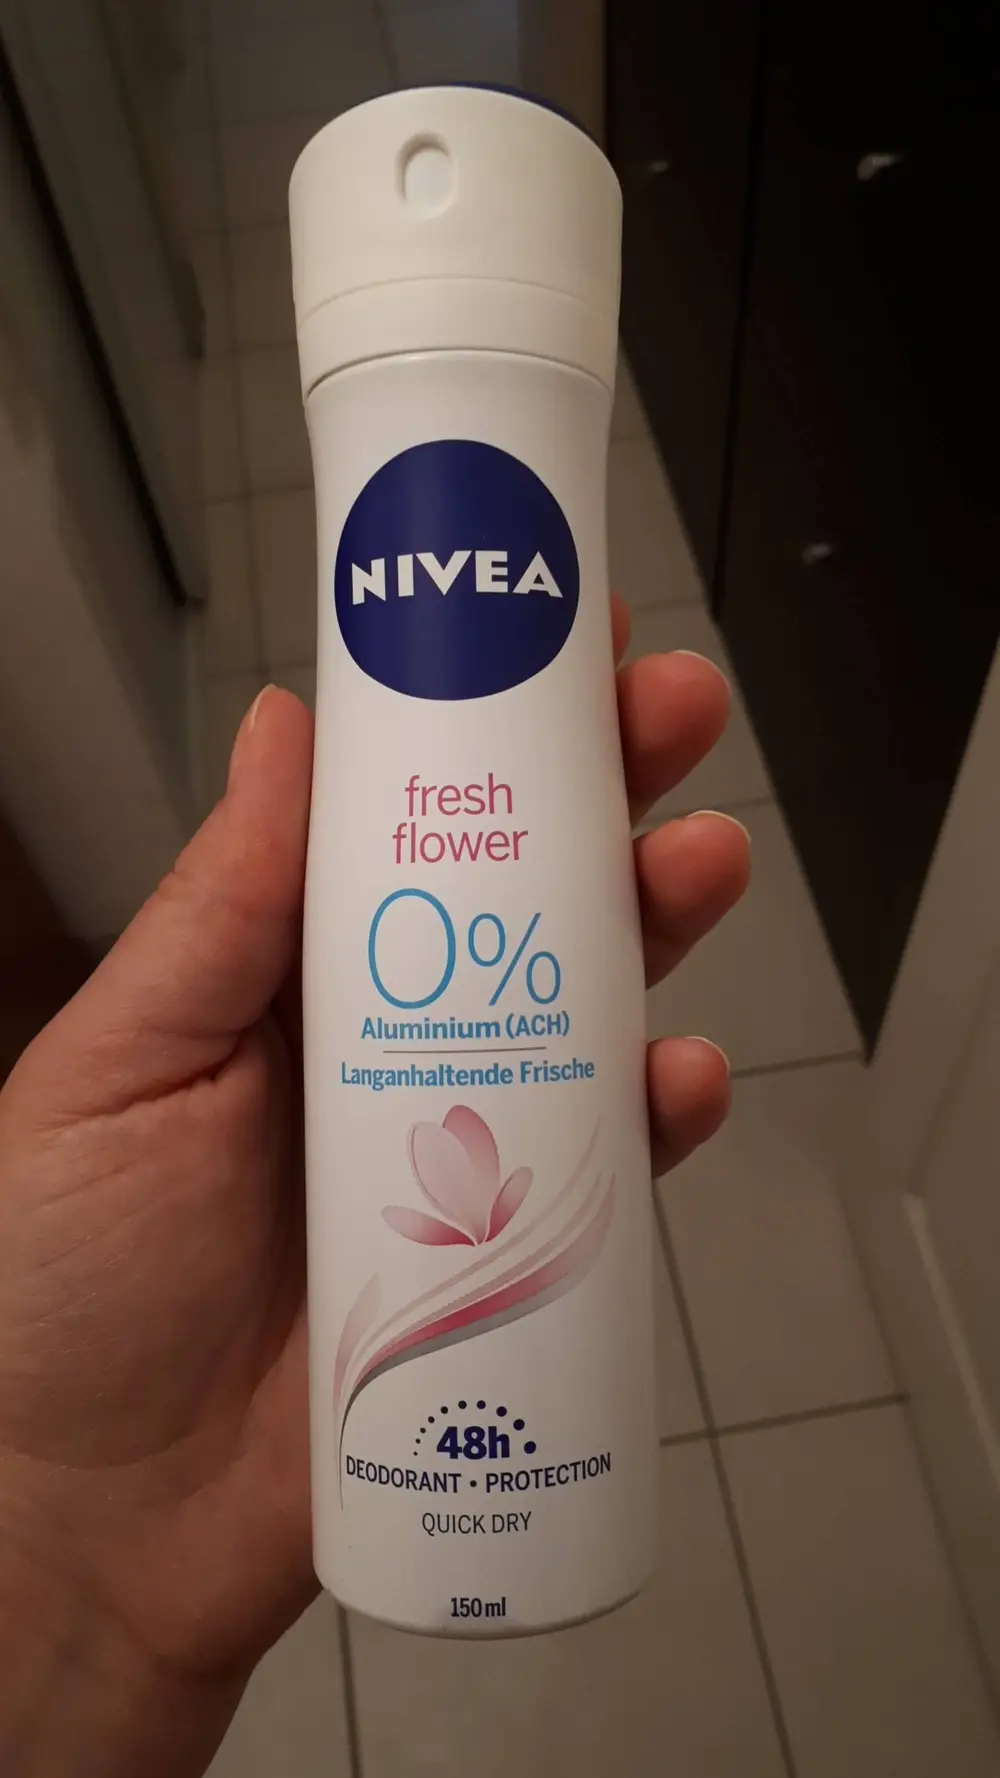 NIVEA
fresh
flower
0%
Aluminium (ACH)
Langanhaltende Frische
48h
DEODORANT • PROTECTION
QUICK DRY
150 ml